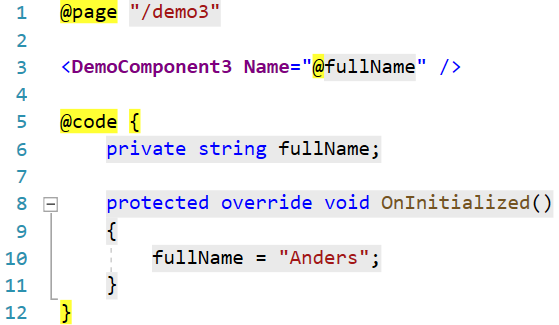 1 @page "/demo3"
2
3 <DemoComponent3 Name="@fullName" />
4
5 @code {
6 private string fullName;
7
8 protected override void OnInitialized()
9 {
10 fullName = "Anders";
11 }
12 }